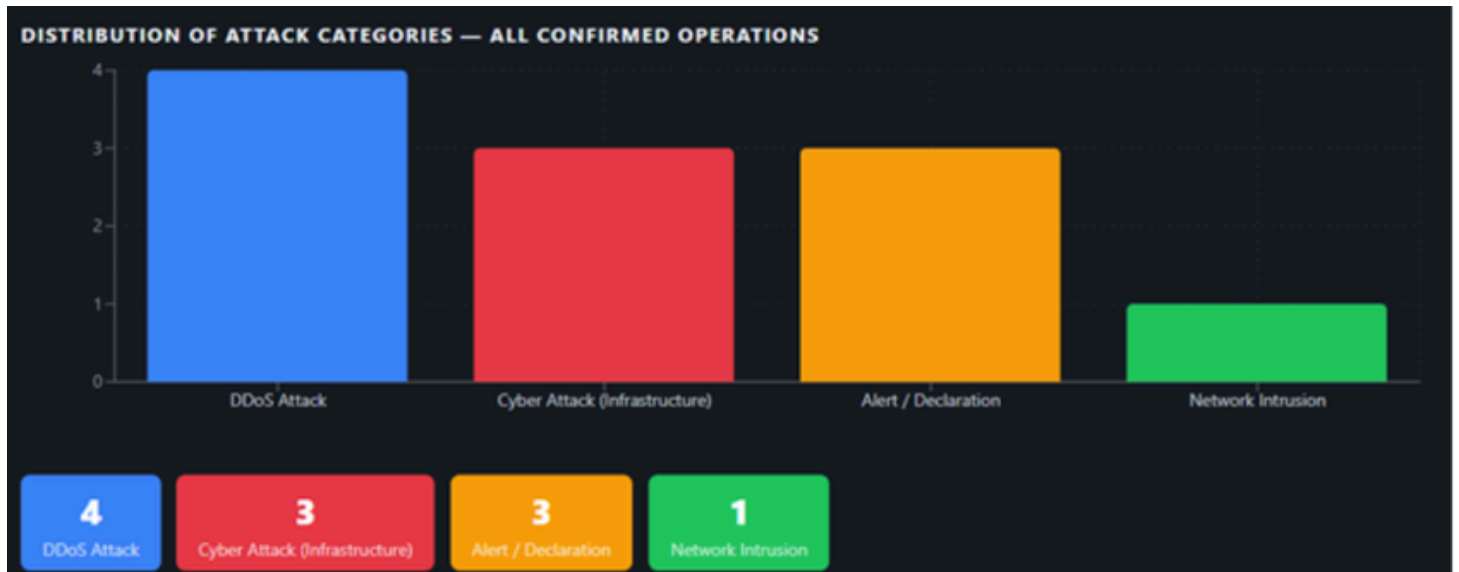 DISTRIBUTION OF ATTACK CATEGORIES — ALL CONFIRMED OPERATIONS
4
3
2
1
0
DDoS Attack
Cyber Attack (Infrastructure)
Alert / Declaration
Network Intrusion
4
DDoS Attack
3
Cyber Attack (Infrastructure)
3
Alert / Declaration
1
Network Intrusion